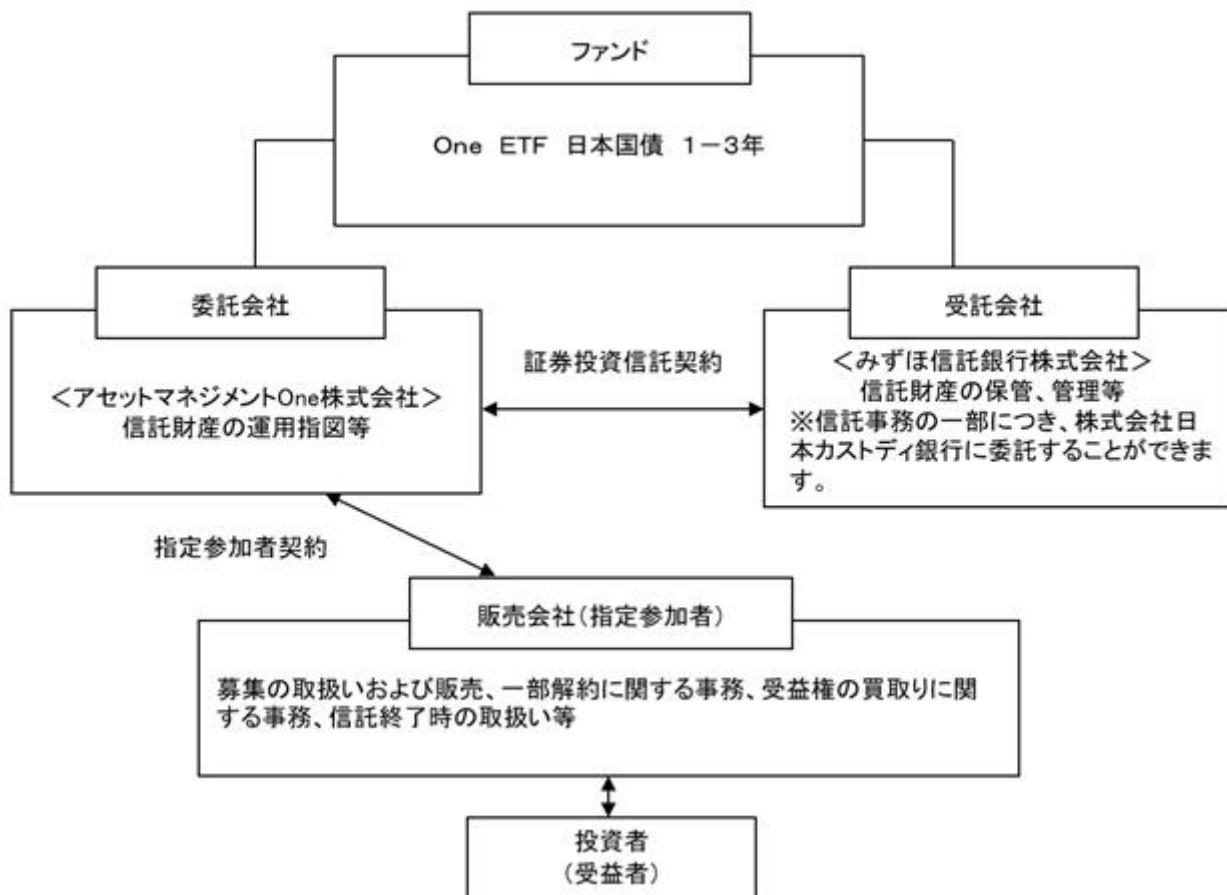 ファンド
One ETF 日本国債 1-3年
委託会社
<アセットマネジメントOne株式会社>
信託財産の運用指図等
証券投資信託契約
受託会社
<みずほ信託銀行株式会社>
信託財産の保管、管理等
※信託事務の一部につき、株式会社日
本カストディ銀行に委託することができま
す。
指定参加者契約
販売会社(指定参加者)
募集の取扱いおよび販売、一部解約に関する事務、受益権の買取りに関
する事務、信託終了時の取扱い等
投資者
(受益者)